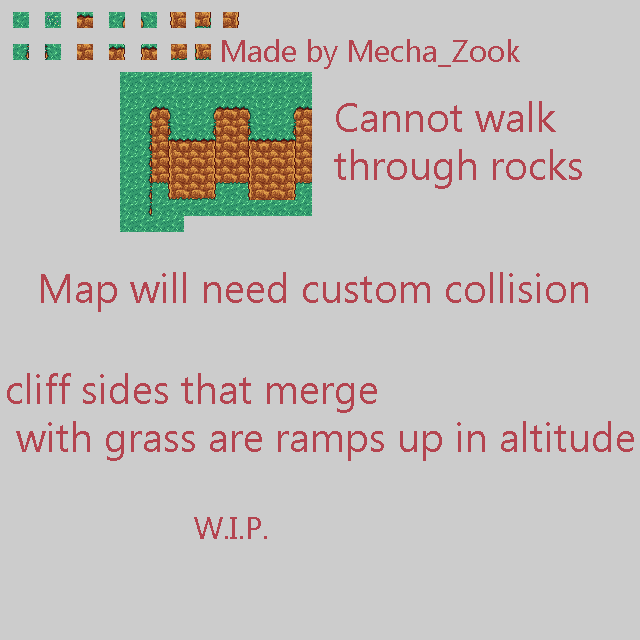 Made by Mecha_Zook
Cannot walk
through rocks
Map will need custom collision
cliff sides that merge
with grass are ramps up in altitude
W.I.P.